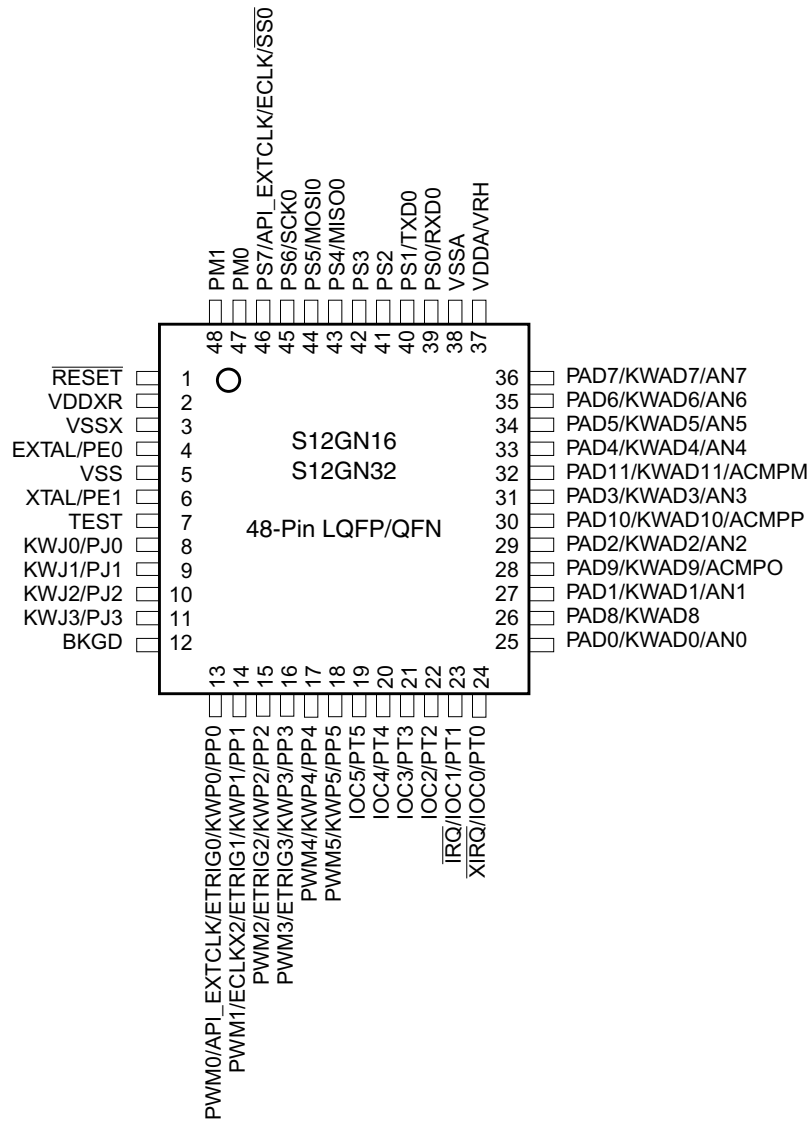 PM1
PM0
PS7/API_EXTCLK/ECLK/SS0
PS6/SCK0
PS5/MOSI0
PS4/MISO0
PS3
PS2
PS1/TXD0
PS0/RXD0
VSSA
VDDA/VRH
48
47
46
45
44
43
42
41
40
39
38
37
RESET
VDDXR
VSSX
EXTAL/PE0
VSS
XTAL/PE1
TEST
KWJ0/PJ0
KWJ1/PJ1
KWJ2/PJ2
KWJ3/PJ3
BKGD
1
2
3
4
5
6
7
8
9
10
11
12
S12GN16
S12GN32
48-Pin LQFP/QFN
36
35
34
33
32
31
30
29
28
27
26
25
PAD7/KWAD7/AN7
PAD6/KWAD6/AN6
PAD5/KWAD5/AN5
PAD4/KWAD4/AN4
PAD11/KWAD11/ACMPM
PAD3/KWAD3/AN3
PAD10/KWAD10/ACMPP
PAD2/KWAD2/AN2
PAD9/KWAD9/ACMPO
PAD1/KWAD1/AN1
PAD8/KWAD8
PAD0/KWAD0/AN0
13
14
15
16
17
18
19
20
21
22
23
24
PWM0/API_EXTCLK/ETRIG0/KWP0/PP0
PWM1/ECLKX2/ETRIG1/KWP1/PP1
PWM2/ETRIG2/KWP2/PP2
PWM3/ETRIG3/KWP3/PP3
PWM4/KWP4/PP4
PWM5/KWP5/PP5
IOC5/PT5
IOC4/PT4
IOC3/PT3
IOC2/PT2
IRQ/IOC1/PT1
XIRQ/IOC0/PT0